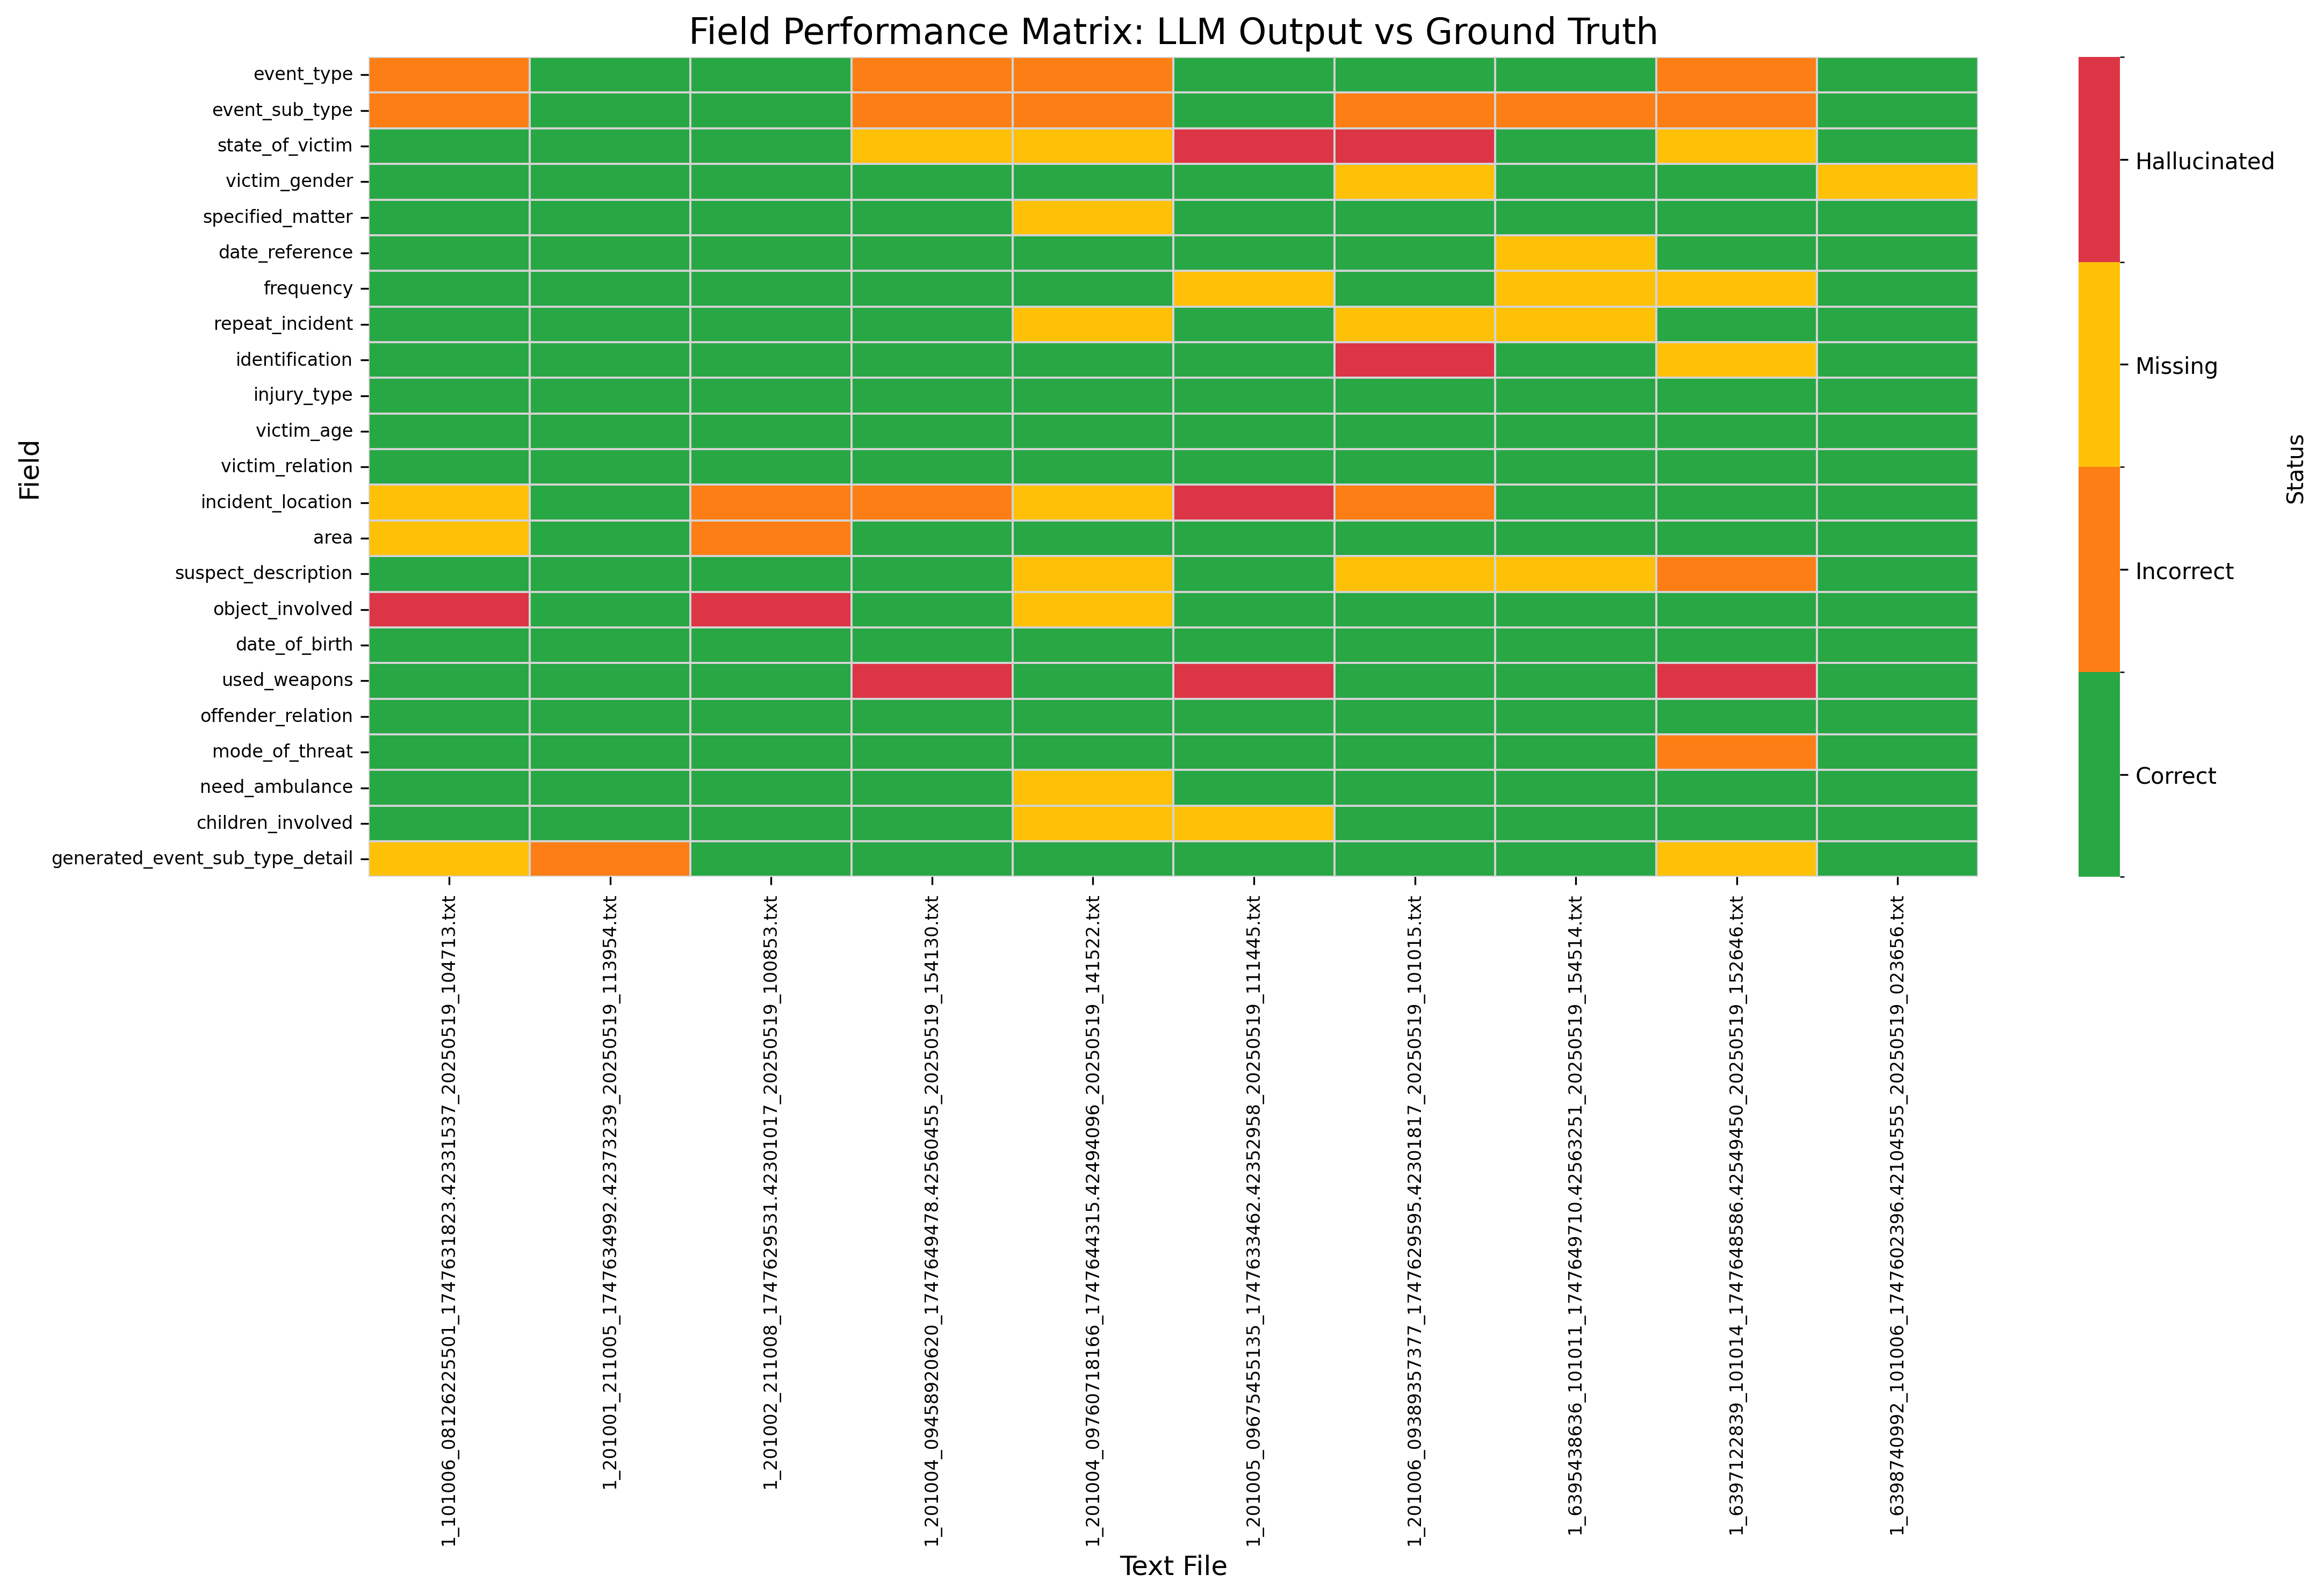 Field Performance Matrix: LLM Output vs Ground Truth
event_type
event_sub_type
state_of_victim
victim_gender
specified_matter
date_reference
frequency
repeat_incident
identification
injury_type
victim_age
victim_relation
incident_location
area
suspect_description
object_involved
date_of_birth
used_weapons
offender_relation
mode_of_threat
need_ambulance
children_involved
generated_event_sub_type_detail
Field
Hallucinated
Missing
Incorrect
Correct
Status
1_101006_08126225501_1747631823.42331537_20250519_104713.txt
1_201001_211005_1747634992.42373239_20250519_113954.txt
1_201002_211008_1747629531.42301017_20250519_100853.txt
1_201004_09458920620_1747649478.42560455_20250519_154130.txt
1_201004_09760718166_1747644315.42494096_20250519_141522.txt
1_201005_09675455135_1747633462.42352958_20250519_111445.txt
1_201006_09389357377_1747629595.42301817_20250519_101015.txt
1_6395438636_101011_1747649710.42563251_20250519_154514.txt
1_6397122839_101014_1747648586.42549450_20250519_152646.txt
1_6398740992_101006_1747602396.42104555_20250519_023656.txt
Text File